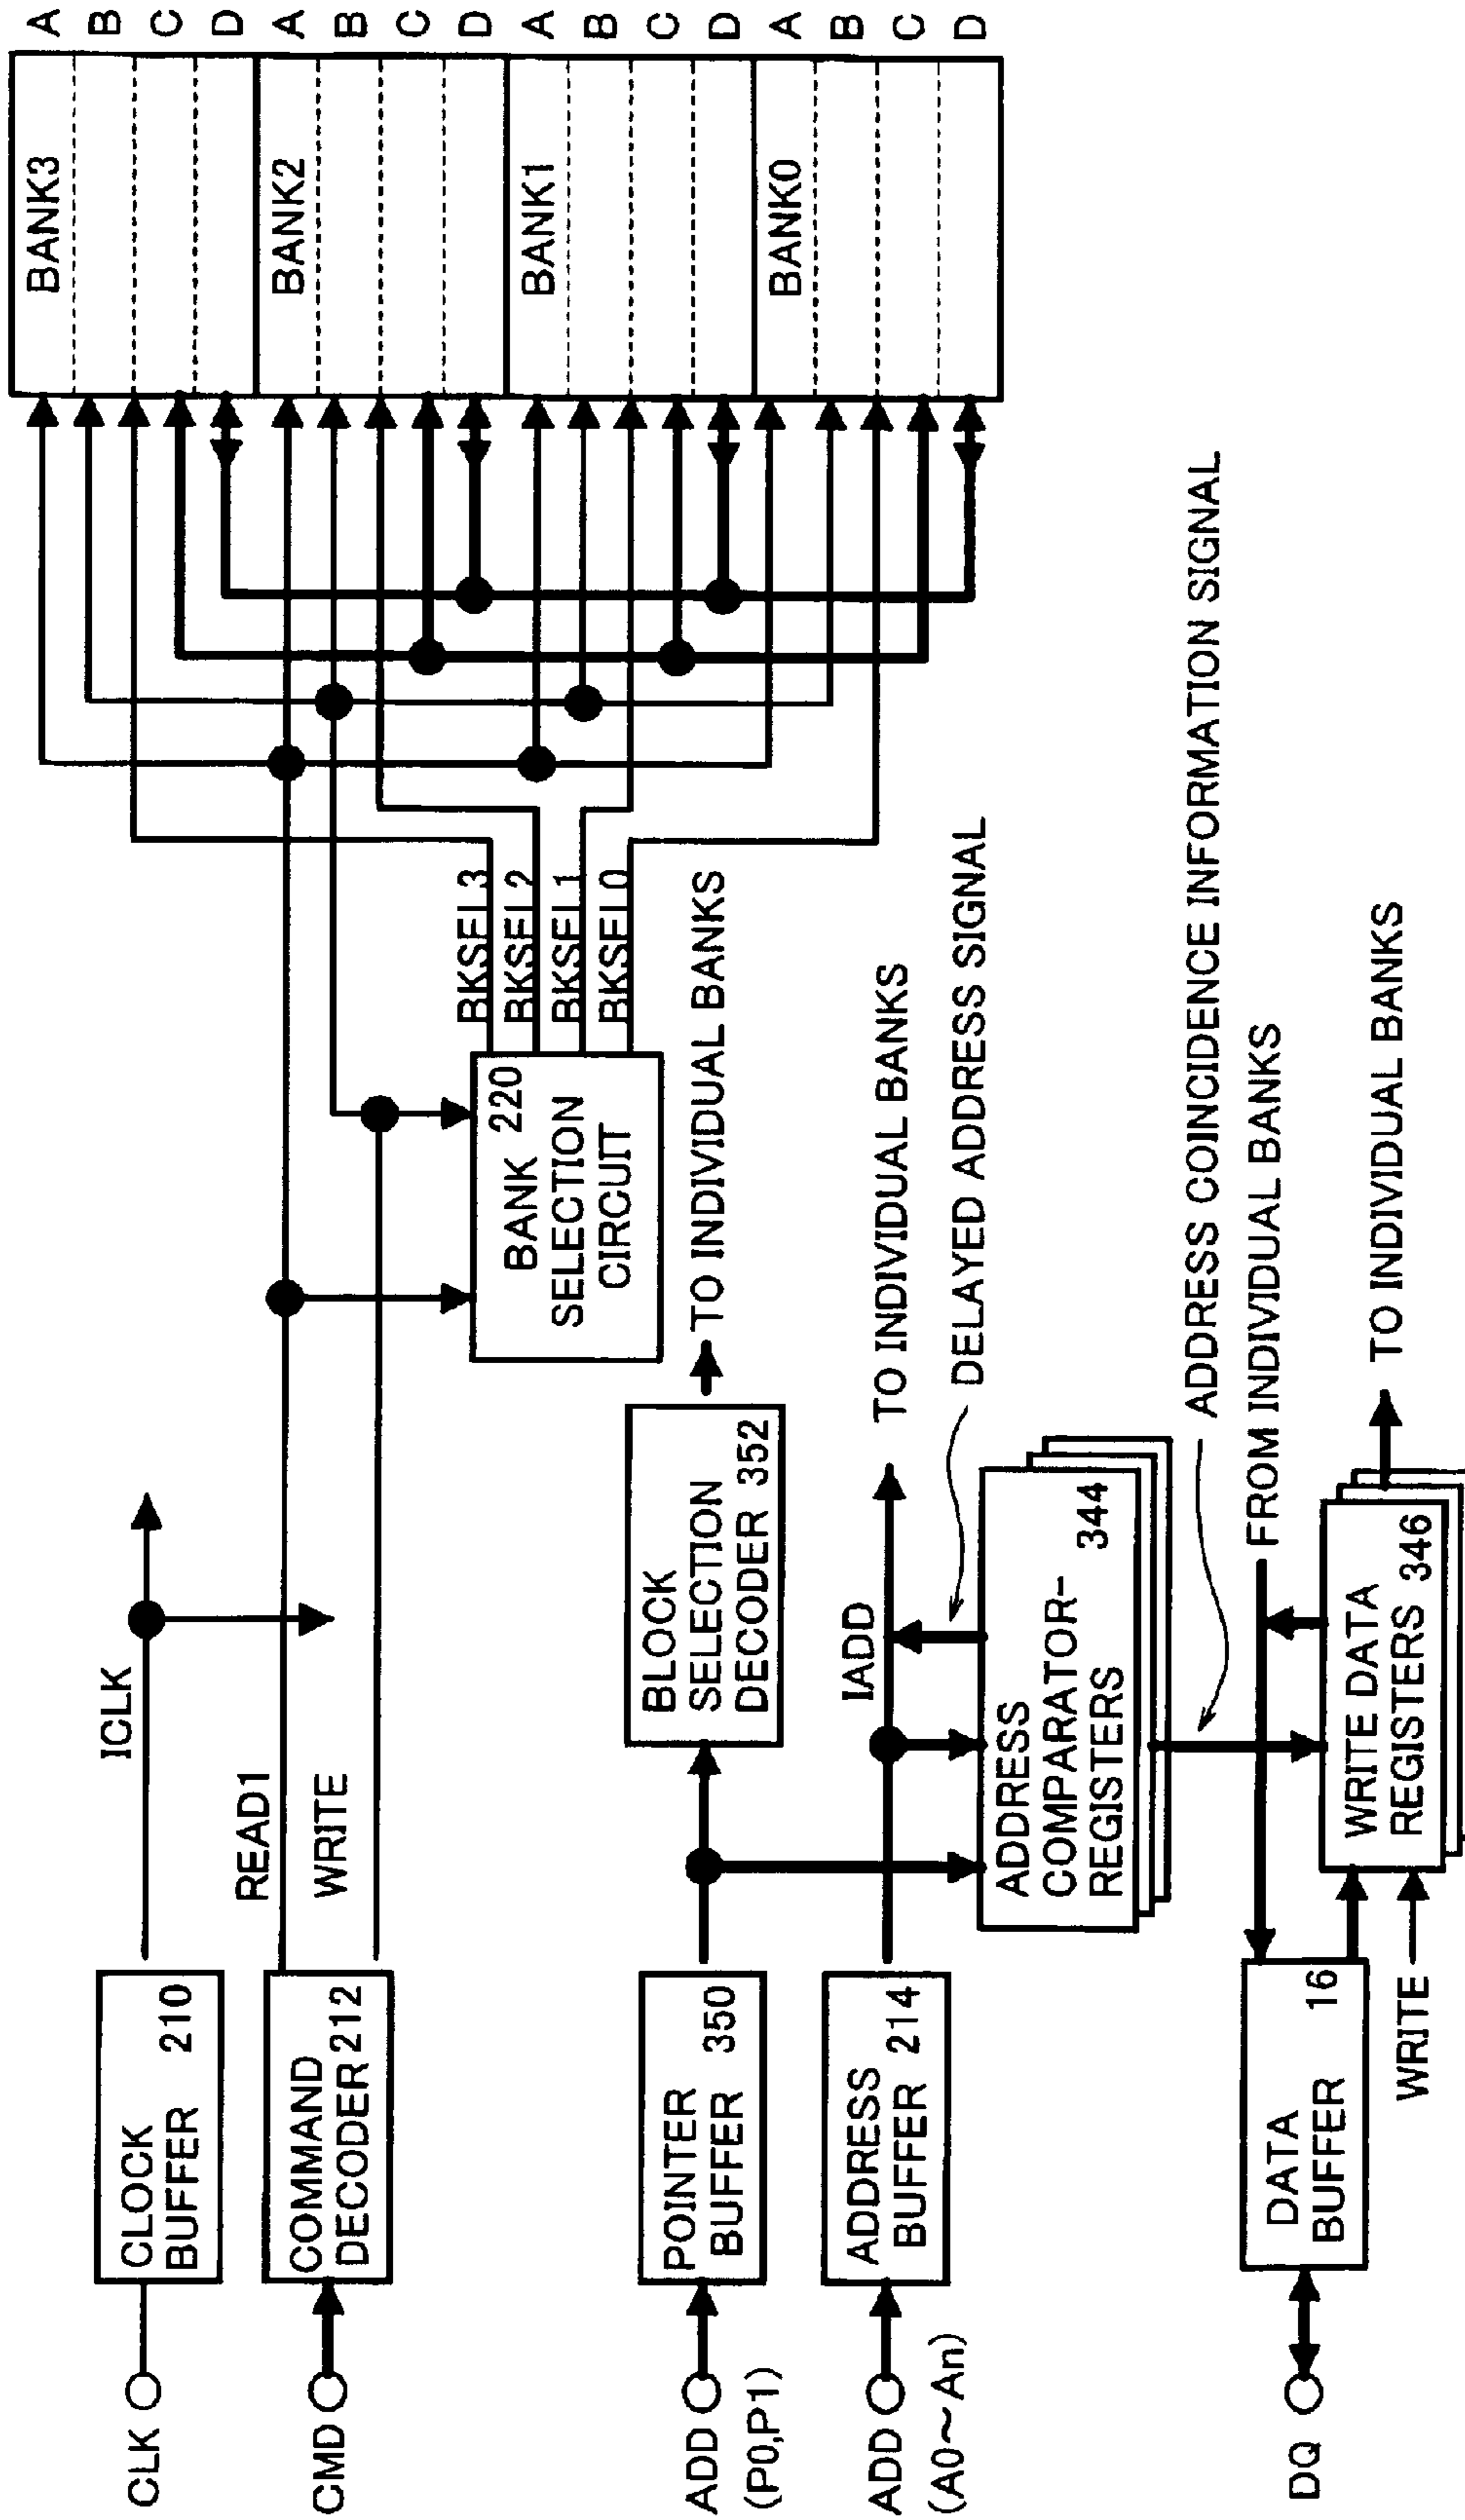 CLK
CLOCK
BUFFER 210
ICLK
CMD
COMMAND
DECODER 212
READ1
WRITE
BANK 220
SELECTION
CIRCUIT
BKSEL3
BKSEL2
BKSEL1
BKSEL0
BANK3
BANK2
BANK1
BANK0
A
B
C
D
A
B
C
D
A
B
C
D
A
B
C
D
ADD
(P0,P1)
POINTER
BUFFER 350
BLOCK
SELECTION
DECODER 352
TO INDIVIDUAL BANKS
ADD
(A0~An)
ADDRESS
BUFFER 214
IADD
TO INDIVIDUAL BANKS
DELAYED ADDRESS SIGNAL
ADDRESS
COMPARATOR-
REGISTERS 344
ADDRESS COINCIDENCE INFORMATION SIGNAL
FROM INDIVIDUAL BANKS
DQ
DATA
BUFFER 16
WRITE
WRITE DATA
REGISTERS 346
TO INDIVIDUAL BANKS